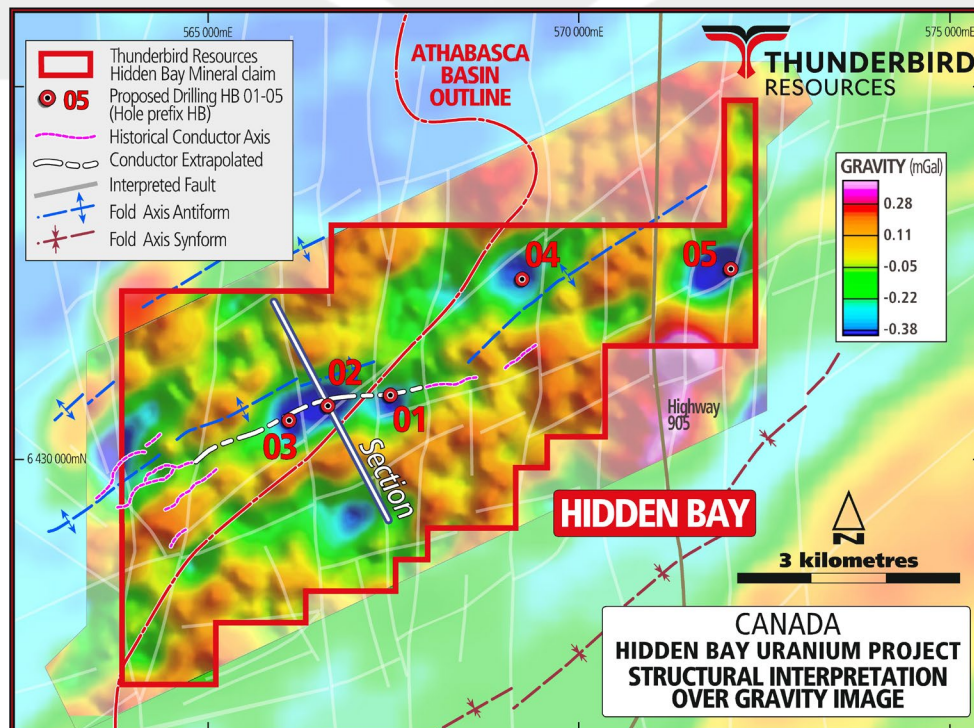 565 000mE
570 000mE
575 000mE
Thunderbird Resources
Hidden Bay Mineral claim
05
Proposed Drilling HB 01-05
(Hole prefix HB)
Historical Conductor Axis
Conductor Extrapolated
Interpreted Fault
Fold Axis Antiform
Fold Axis Synform
ATHABASCA
BASIN
OUTLINE
THUNDERBIRD
RESOURCES
GRAVITY (mGal)
0.28
0.11
-0.05
-0.22
-0.38
04
05
02
01
03
Section
Highway
905
6 430 000mN
HIDDEN BAY
N
3 kilometres
CANADA
HIDDEN BAY URANIUM PROJECT
STRUCTURAL INTERPRETATION
OVER GRAVITY IMAGE